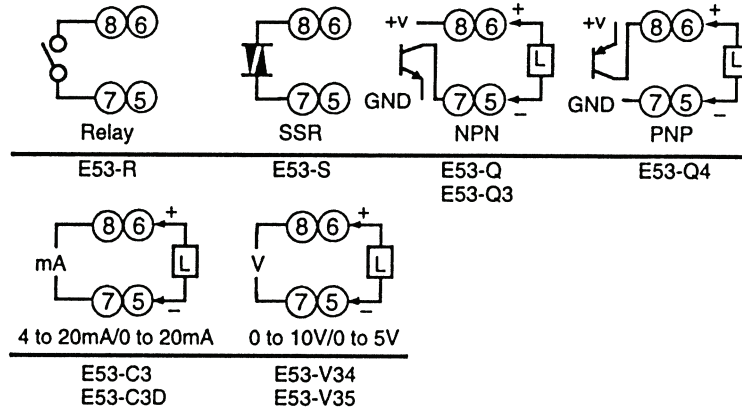 8 6
7 5
Relay
E53-R
8 6
7 5
SSR
E53-S
+v 8 6 +
L
GND 7 5 −
NPN
E53-Q
E53-Q3
+v 8 6 +
L
GND 7 5 −
PNP
E53-Q4
8 6 +
mA L
7 5 −
4 to 20mA/0 to 20mA
E53-C3
E53-C3D
8 6 +
V L
7 5 −
0 to 10V/0 to 5V
E53-V34
E53-V35